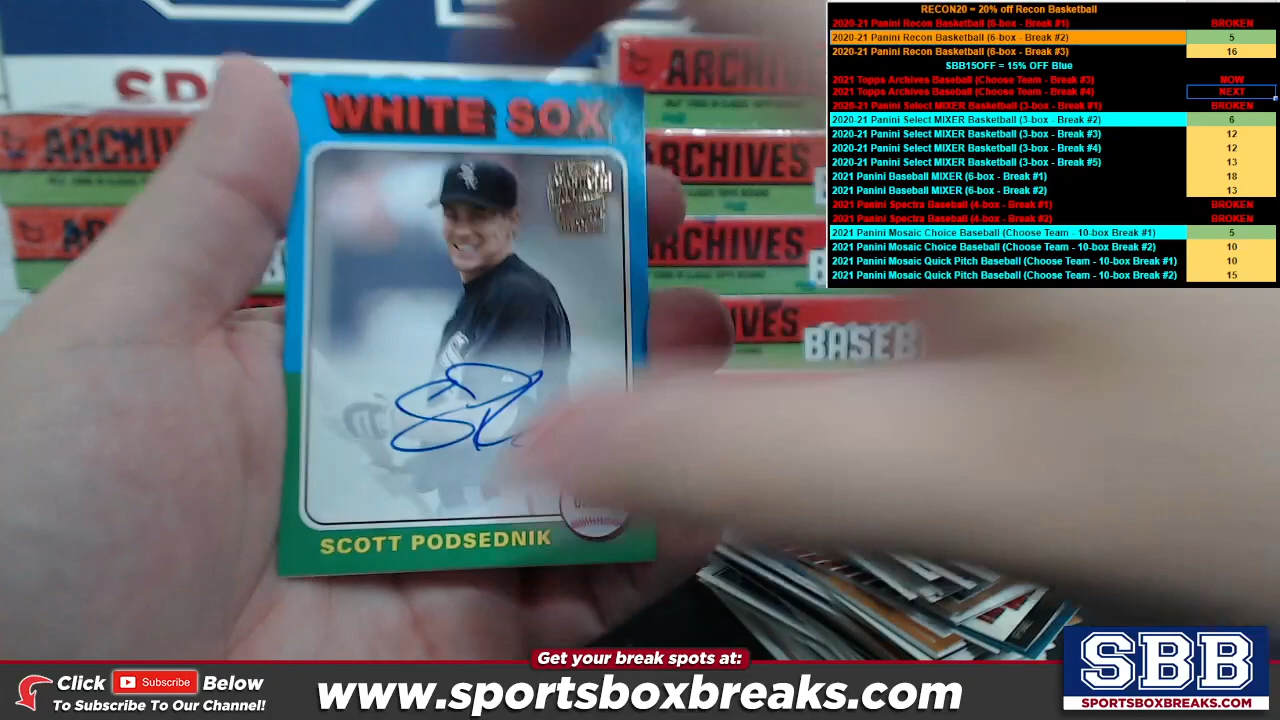 RECON20 = 20% off Recon Basketball
2020-21 Panini Recon Basketball (6-box - Break #1) BROKEN
2020-21 Panini Recon Basketball (6-box - Break #2) 5
2020-21 Panini Recon Basketball (6-box - Break #3) 16
SBB15OFF = 15% OFF Blue
2021 Topps Archives Baseball (Choose Team - Break #3) NOW
2021 Topps Archives Baseball (Choose Team - Break #4) NEXT
2020-21 Panini Select MIXER Basketball (3-box - Break #1) BROKEN
2020-21 Panini Select MIXER Basketball (3-box - Break #2) 6
2020-21 Panini Select MIXER Basketball (3-box - Break #3) 12
2020-21 Panini Select MIXER Basketball (3-box - Break #4) 12
2020-21 Panini Select MIXER Basketball (3-box - Break #5) 13
2021 Panini Baseball MIXER (6-box - Break #1) 18
2021 Panini Baseball MIXER (6-box - Break #2) 13
2021 Panini Spectra Baseball (4-box - Break #1) BROKEN
2021 Panini Spectra Baseball (4-box - Break #2) BROKEN
2021 Panini Mosaic Choice Baseball (Choose Team - 10-box Break #1) 5
2021 Panini Mosaic Choice Baseball (Choose Team - 10-box Break #2) 10
2021 Panini Mosaic Quick Pitch Baseball (Choose Team - 10-box Break #1) 10
2021 Panini Mosaic Quick Pitch Baseball (Choose Team - 10-box Break #2) 15
WHITE SOX
ARCHIVES
SCOTT PODSEDNIK
Get your break spots at:
Click Subscribe Below
To Subscribe To Our Channel!
www.sportsboxbreaks.com
SBB
SPORTSBOXBREAKS.COM